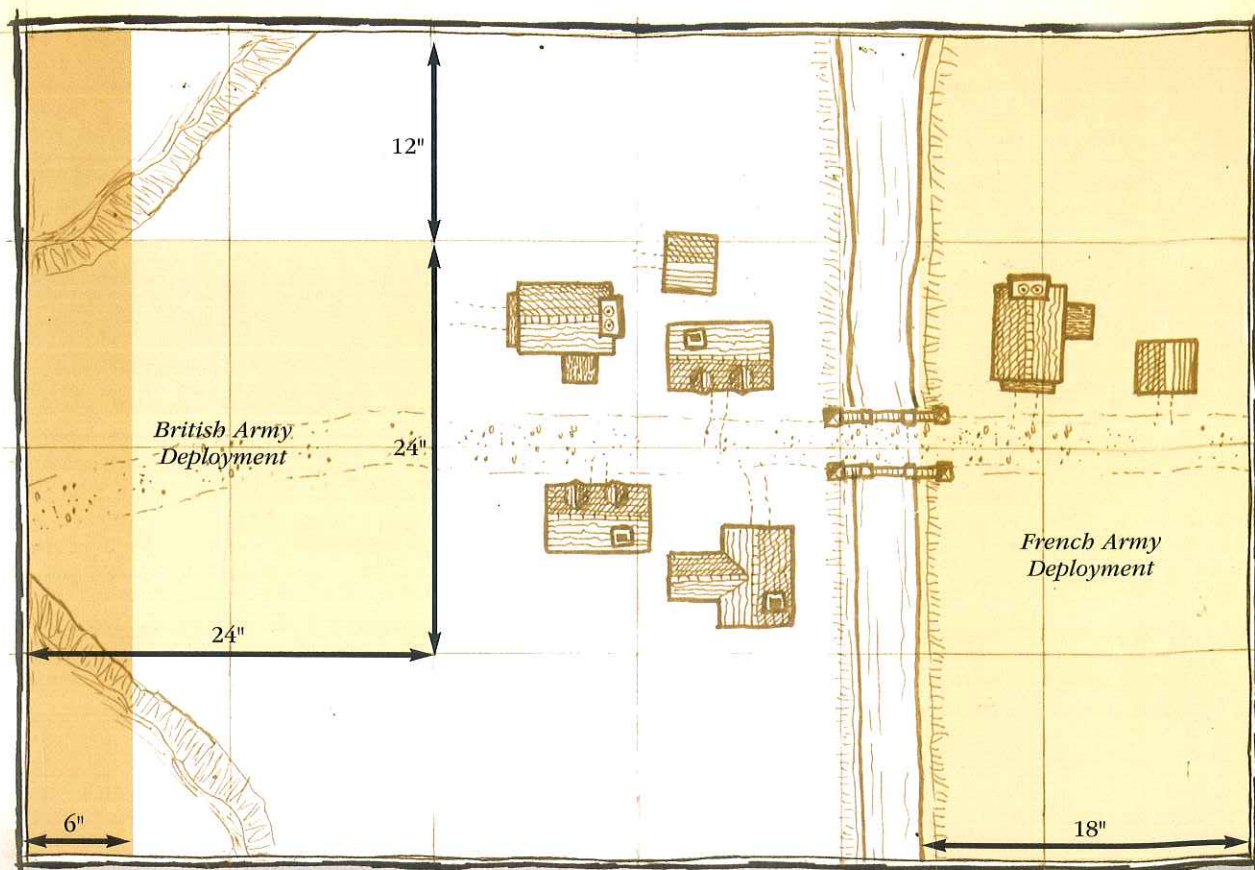 12"
British Army
Deployment
24"
French Army
Deployment
24"
6"
18"